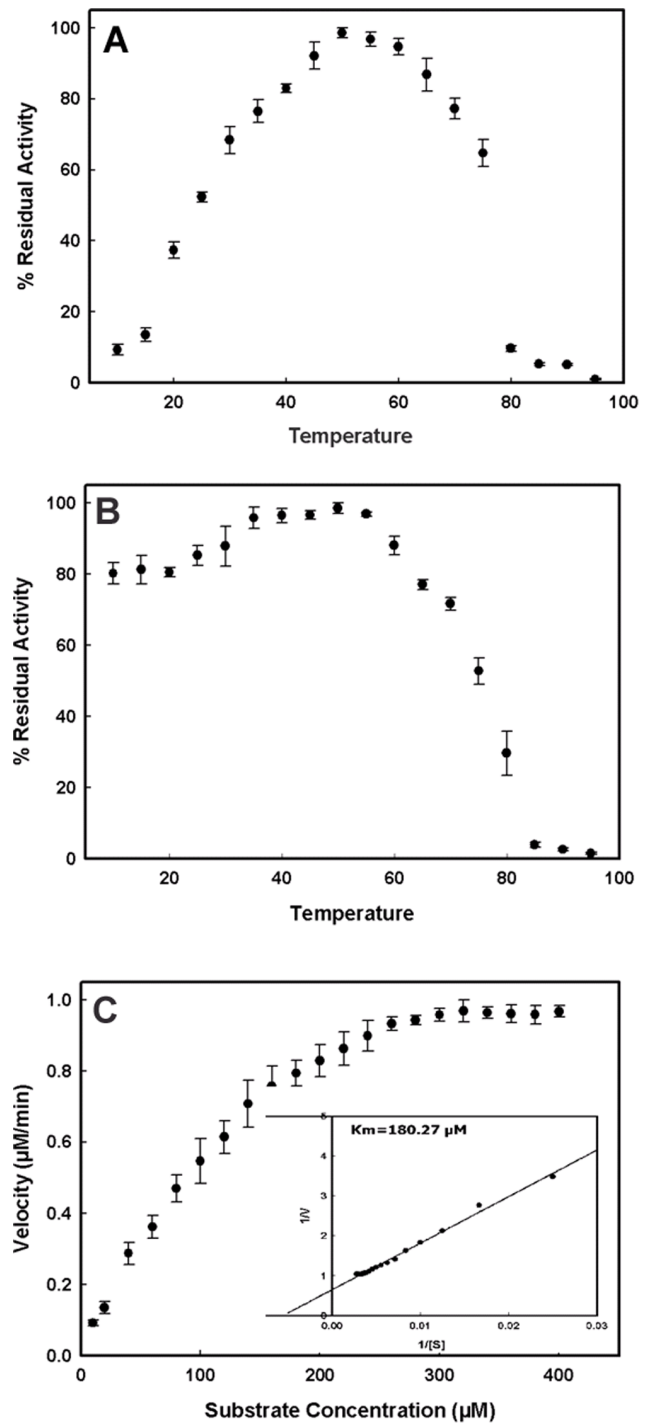 A
% Residual Activity
100
80
60
40
20
0
20 40 60 80 100
Temperature
B
% Residual Activity
100
80
60
40
20
0
20 40 60 80 100
Temperature
C
Velocity (µM/min)
1.0
0.8
0.6
0.4
0.2
0.0
0 100 200 300 400
Substrate Concentration (µM)
Km=180.27 µM
1/V
5
4
3
2
1
0
0.00 0.01 0.02 0.03
1/[S]